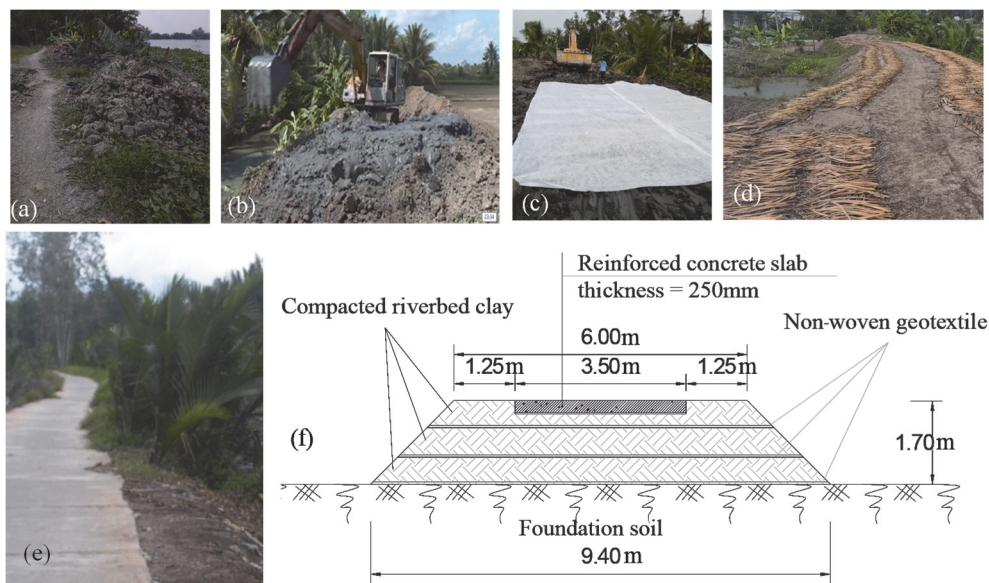 (a)
(b)
(c)
(d)
(e)
(f)
Reinforced concrete slab
thickness = 250mm
Compacted riverbed clay
Non-woven geotextile
6.00m
1.25m
3.50m
1.25m
1.70m
Foundation soil
9.40m